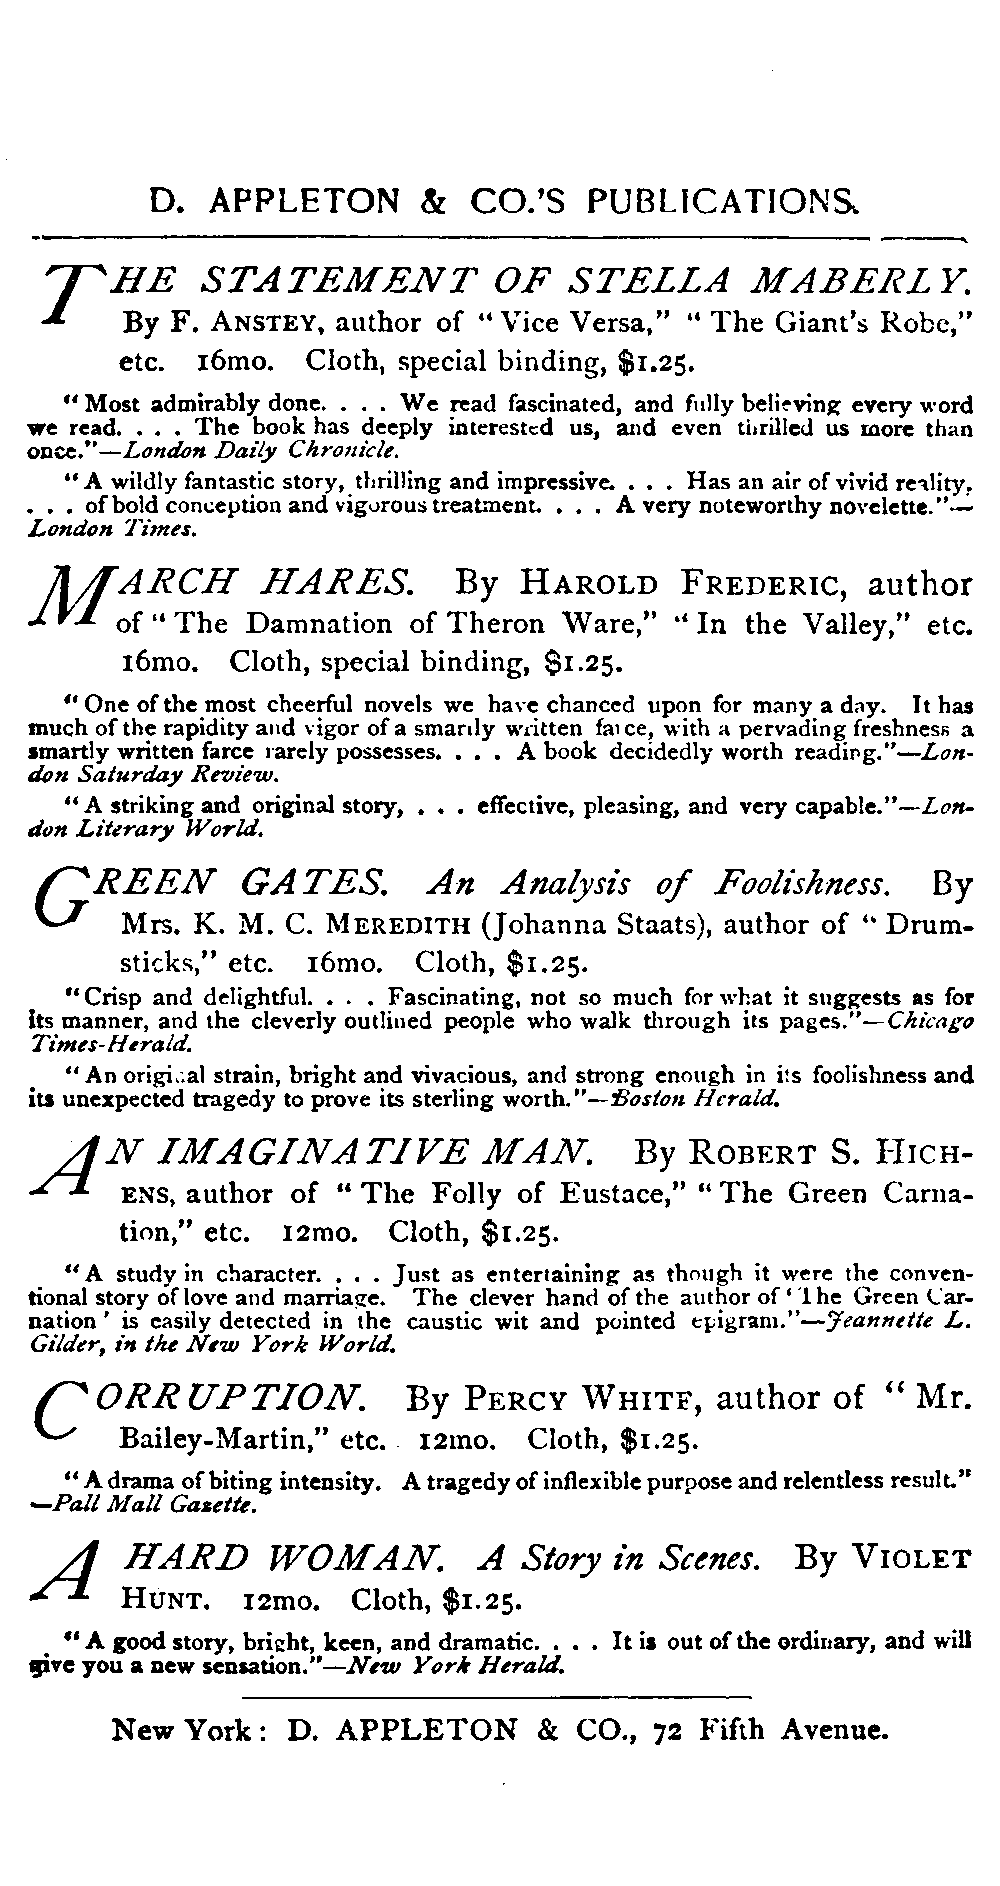 D. APPLETON & CO.'S PUBLICATIONS.
THE STATEMENT OF STELLA MABERLY.
By F. ANSTEY, author of “Vice Versa,” “The Giant's Robe,”
etc. 16mo. Cloth, special binding, $1.25.
“Most admirably done. . . . We read fascinated, and fully believing every word
we read. . . . The book has deeply interested us, and even thrilled us more than
once.”—London Daily Chronicle.
“A wildly fantastic story, thrilling and impressive. . . . Has an air of vivid reality,
. . . of bold conception and vigorous treatment. . . . A very noteworthy novelette.”—
London Times.
MARCH HARES. By HAROLD FREDERIC, author
of “The Damnation of Theron Ware,” “In the Valley,” etc.
16mo. Cloth, special binding, $1.25.
“One of the most cheerful novels we have chanced upon for many a day. It has
much of the rapidity and vigor of a smartly written farce, with a pervading freshness a
smartly written farce rarely possesses. . . . A book decidedly worth reading.”—Lon-
don Saturday Review.
“A striking and original story, . . . effective, pleasing, and very capable.”—Lon-
don Literary World.
GREEN GATES. An Analysis of Foolishness. By
Mrs. K. M. C. MEREDITH (Johanna Staats), author of “Drum-
sticks,” etc. 16mo. Cloth, $1.25.
“Crisp and delightful. . . . Fascinating, not so much for what it suggests as for
its manner, and the cleverly outlined people who walk through its pages.”—Chicago
Times-Herald.
“An original strain, bright and vivacious, and strong enough in its foolishness and
its unexpected tragedy to prove its sterling worth.”—Boston Herald.
AN IMAGINATIVE MAN. By ROBERT S. HICH-
ENS, author of “The Folly of Eustace,” “The Green Carna-
tion,” etc. 12mo. Cloth, $1.25.
“A study in character. . . . Just as entertaining as though it were the conven-
tional story of love and marriage. The clever hand of the author of ‘The Green Car-
nation’ is easily detected in the caustic wit and pointed epigram.”—Jeannette L.
Gilder, in the New York World.
CORRUPTION. By PERCY WHITE, author of “Mr.
Bailey-Martin,” etc. 12mo. Cloth, $1.25.
“A drama of biting intensity. A tragedy of inflexible purpose and relentless result.”
—Pall Mall Gazette.
A HARD WOMAN. A Story in Scenes. By VIOLET
HUNT. 12mo. Cloth, $1.25.
“A good story, bright, keen, and dramatic. . . . It is out of the ordinary, and will
give you a new sensation.”—New York Herald.
New York: D. APPLETON & CO., 72 Fifth Avenue.